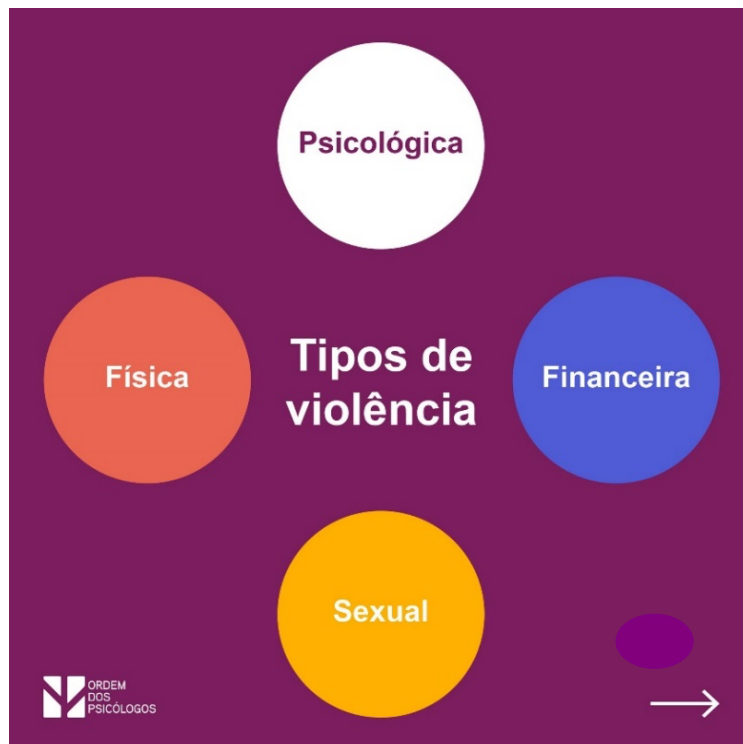 Psicológica
Física
Tipos de
violência
Financeira
Sexual
ORDEM
DOS
PSICÓLOGOS